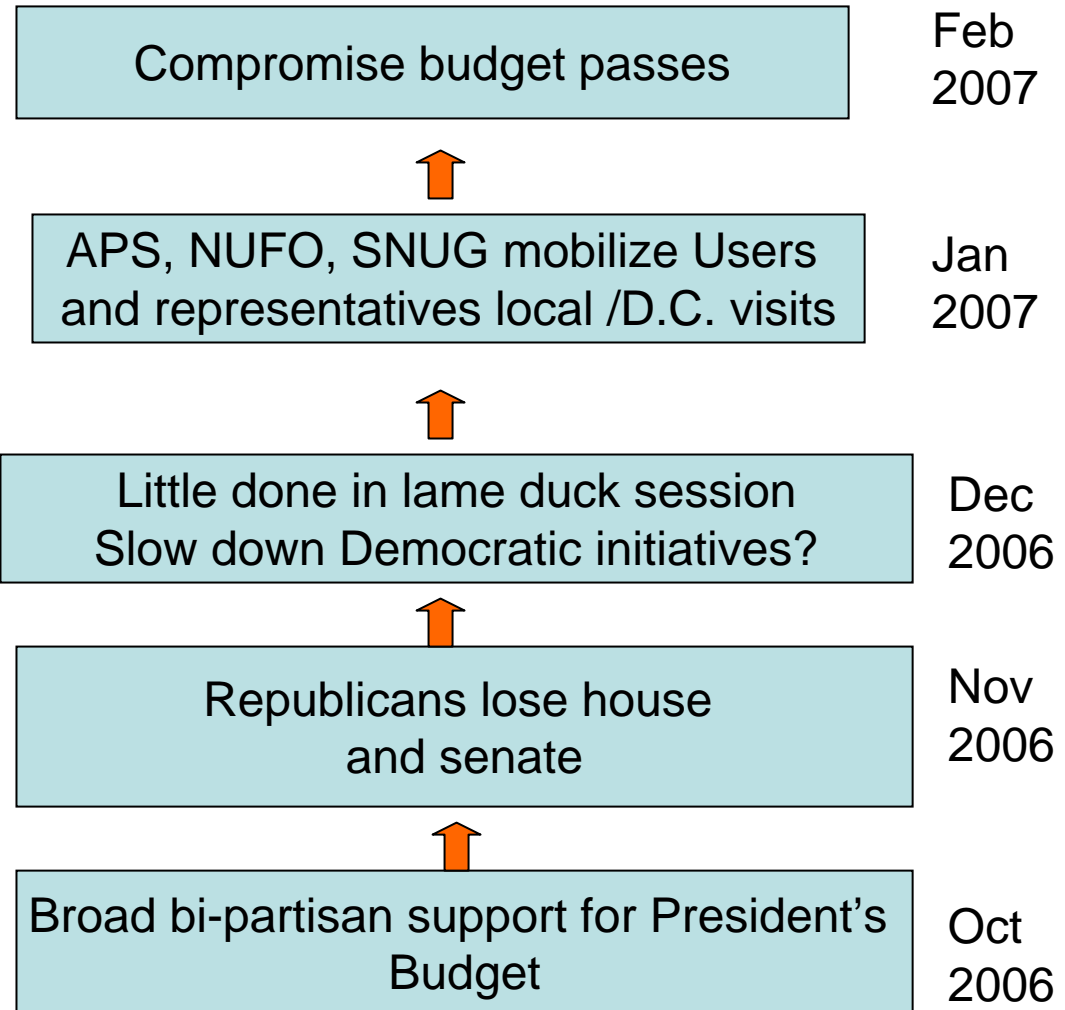 Compromise budget passes
Feb
2007
APS, NUFO, SNUG mobilize Users
and representatives local /D.C. visits
Jan
2007
Little done in lame duck session
Slow down Democratic initiatives?
Dec
2006
Republicans lose house
and senate
Nov
2006
Broad bi-partisan support for President's
Budget
Oct
2006